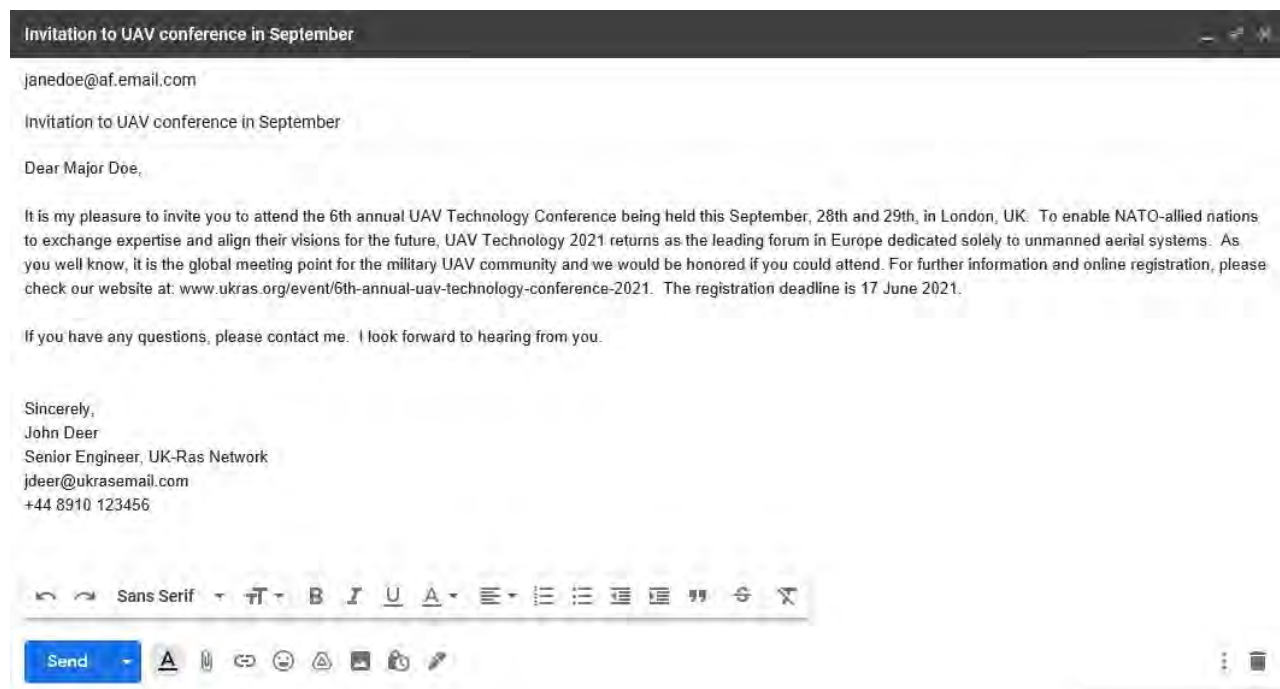 Invitation to UAV conference in September
janedoe@af.email.com
Invitation to UAV conference in September
Dear Major Doe,
It is my pleasure to invite you to attend the 6th annual UAV Technology Conference being held this September, 28th and 29th, in London, UK. To enable NATO-allied nations
to exchange expertise and align their visions for the future, UAV Technology 2021 returns as the leading forum in Europe dedicated solely to unmanned aerial systems. As
you well know, it is the global meeting point for the military UAV community and we would be honored if you could attend. For further information and online registration, please
check our website at: www.ukras.org/event/6th-annual-uav-technology-conference-2021. The registration deadline is 17 June 2021.
If you have any questions, please contact me. I look forward to hearing from you.
Sincerely,
John Deer
Senior Engineer, UK-Ras Network
jdeer@ukrasemail.com
+44 8910 123456
Sans Serif
Send